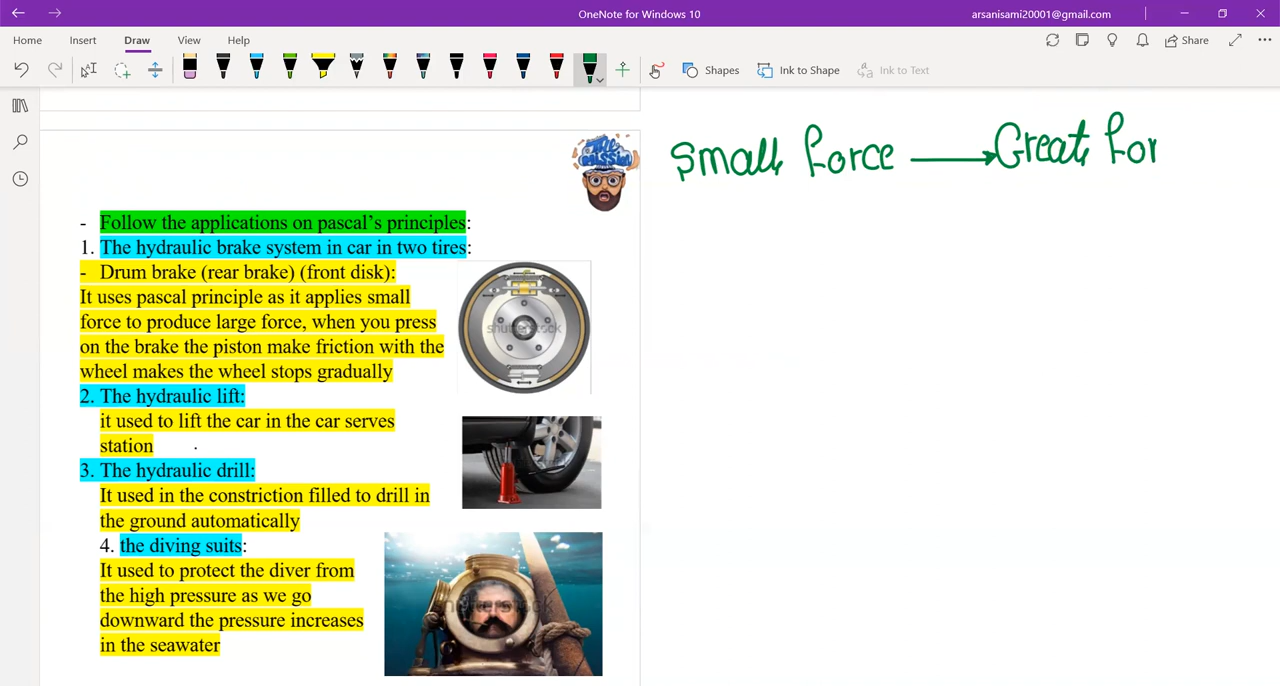 OneNote for Windows 10
arsanisami20001@gmail.com
Home Insert Draw View Help
Share
Shapes Ink to Shape Ink to Text
The mission
Small force → Great for
- Follow the applications on pascal's principles:
1. The hydraulic brake system in car in two tires:
- Drum brake (rear brake) (front disk):
It uses pascal principle as it applies small
force to produce large force, when you press
on the brake the piston make friction with the
wheel makes the wheel stops gradually
shutterstock
2. The hydraulic lift:
it used to lift the car in the car serves
station
3. The hydraulic drill:
It used in the constriction filled to drill in
the ground automatically
4. the diving suits:
It used to protect the diver from
the high pressure as we go
downward the pressure increases
in the seawater
shutterstock